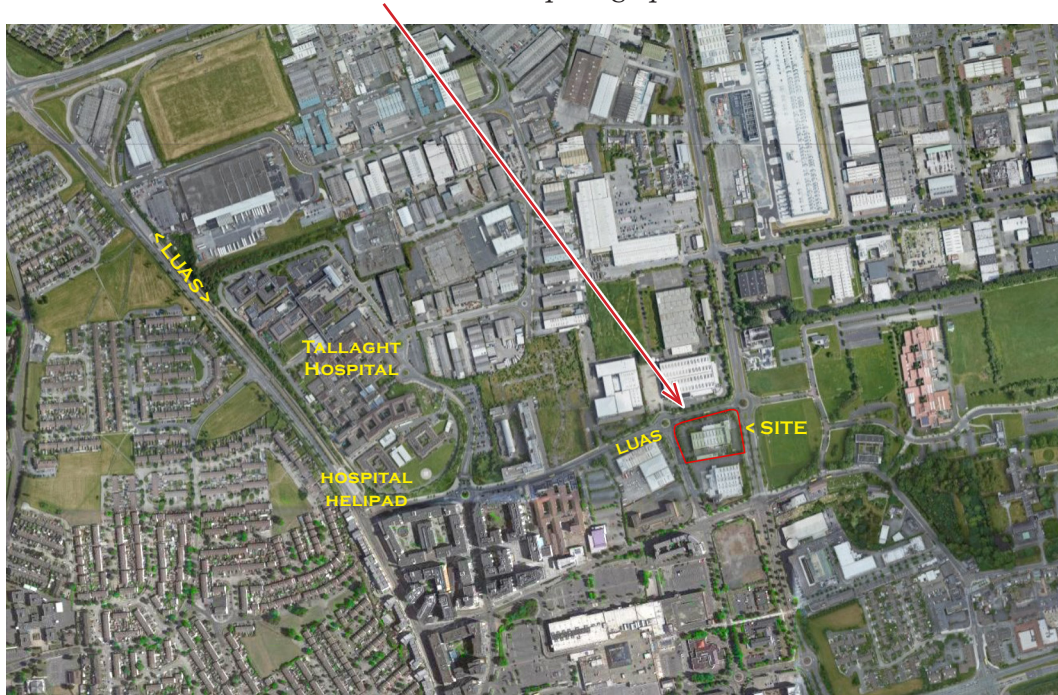 < LUAS >
TALLAGHT
HOSPITAL
LUAS
< SITE
HOSPITAL
HELIPAD